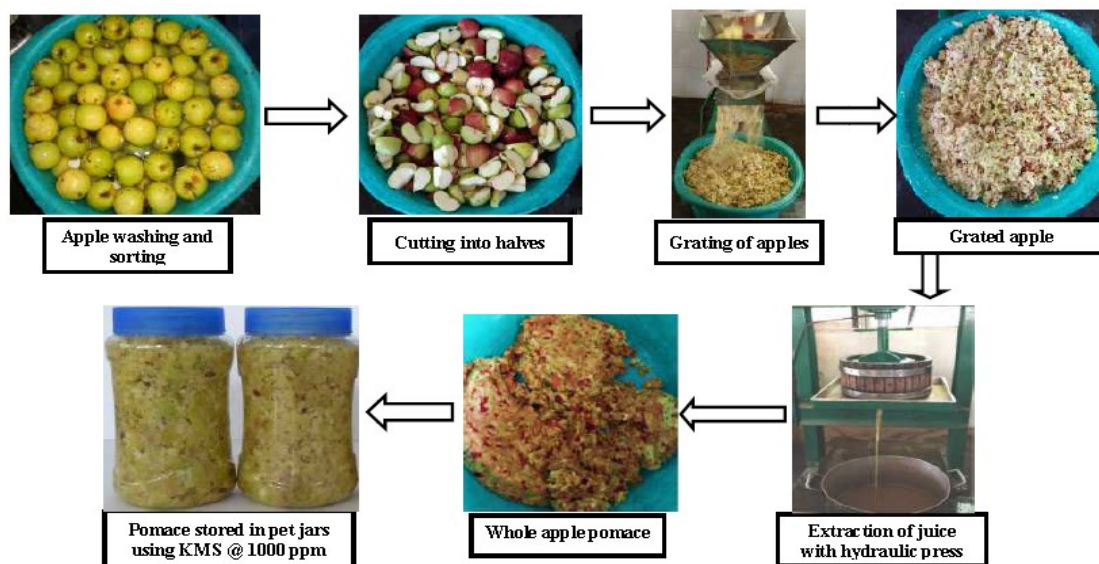 Apple washing and
sorting
Cutting into halves
Grating of apples
Grated apple
Extraction of juice
with hydraulic press
Whole apple pomace
Pomace stored in pet jars
using KMS @ 1000 ppm